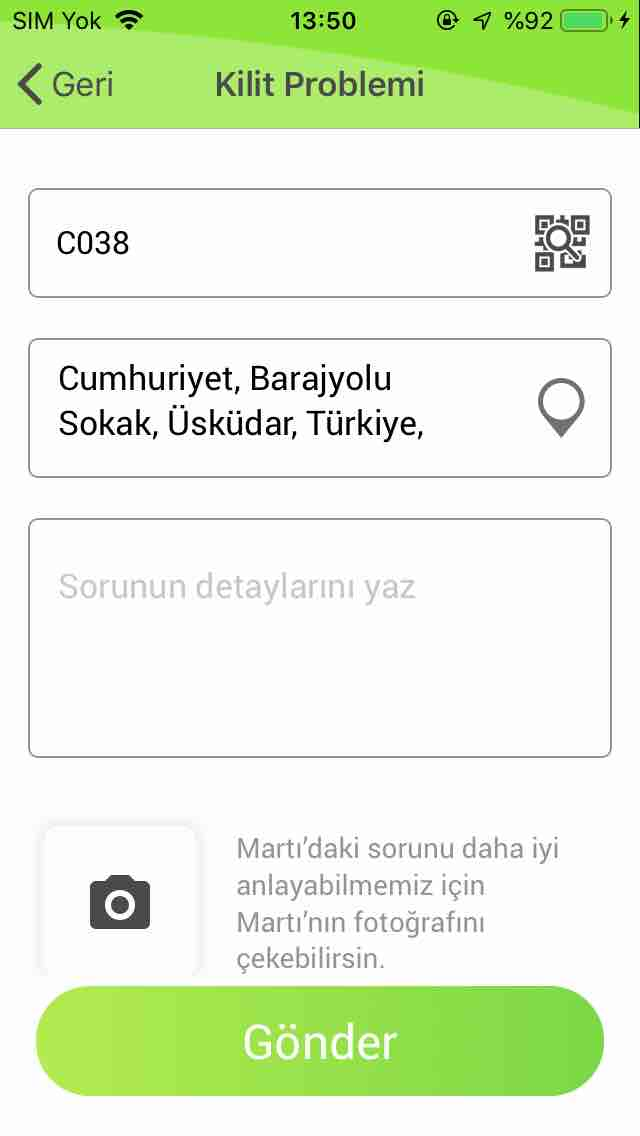 SIM Yok 13:50 %92
Geri Kilit Problemi
C038
Cumhuriyet, Barajyolu
Sokak, Üsküdar, Türkiye,
Sorunun detaylarını yaz
Martı’daki sorunu daha iyi
anlayabilmemiz için
Martı’nın fotoğrafını
çekebilirsin.
Gönder